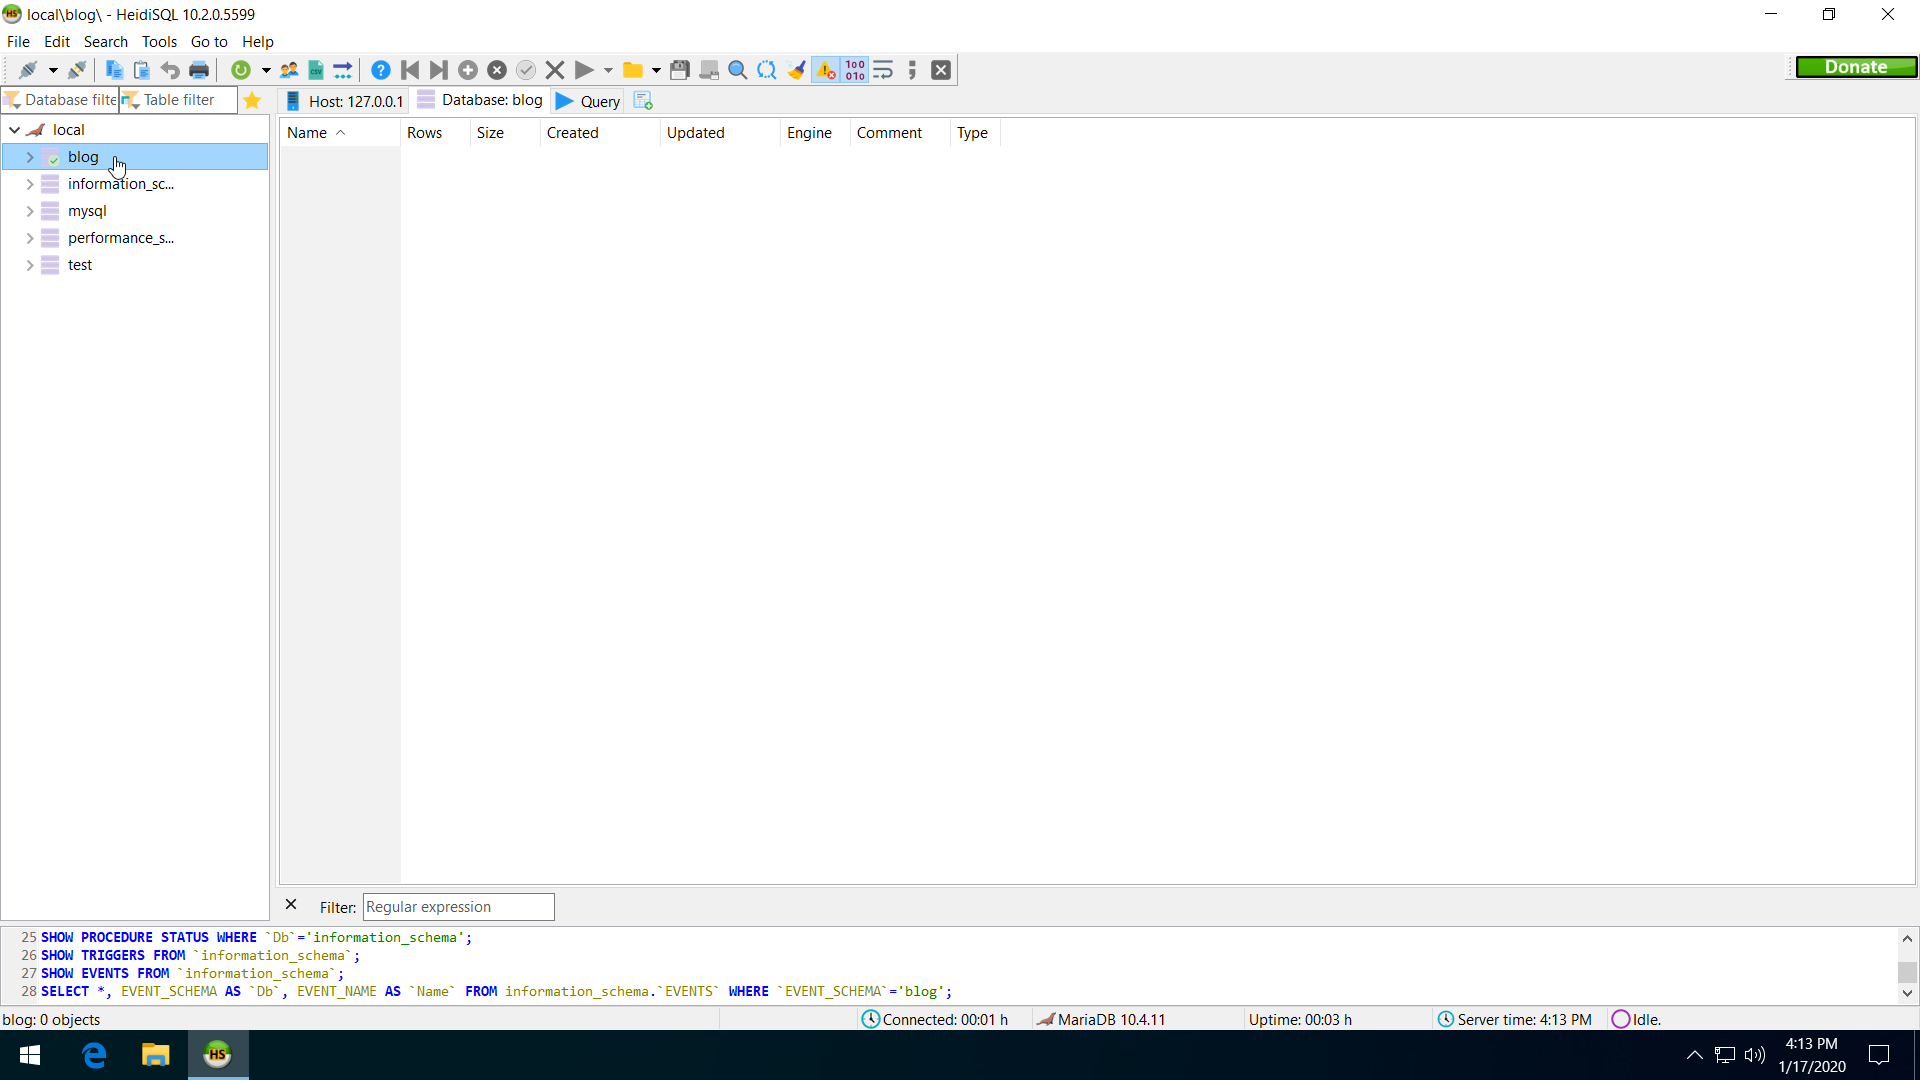 local\blog\ - HeidiSQL 10.2.0.5599
File Edit Search Tools Go to Help
Donate
Database filte Table filter Host: 127.0.0.1 Database: blog Query
local
blog
information_sc...
mysql
performance_s...
test
Name Rows Size Created Updated Engine Comment Type
Filter: Regular expression
25 SHOW PROCEDURE STATUS WHERE `Db`='information_schema';
26 SHOW TRIGGERS FROM `information_schema`;
27 SHOW EVENTS FROM `information_schema`;
28 SELECT *, EVENT_SCHEMA AS `Db`, EVENT_NAME AS `Name` FROM information_schema.`EVENTS` WHERE `EVENT_SCHEMA`='blog';
blog: 0 objects Connected: 00:01 h MariaDB 10.4.11 Uptime: 00:03 h Server time: 4:13 PM Idle.
HS
4:13 PM
1/17/2020